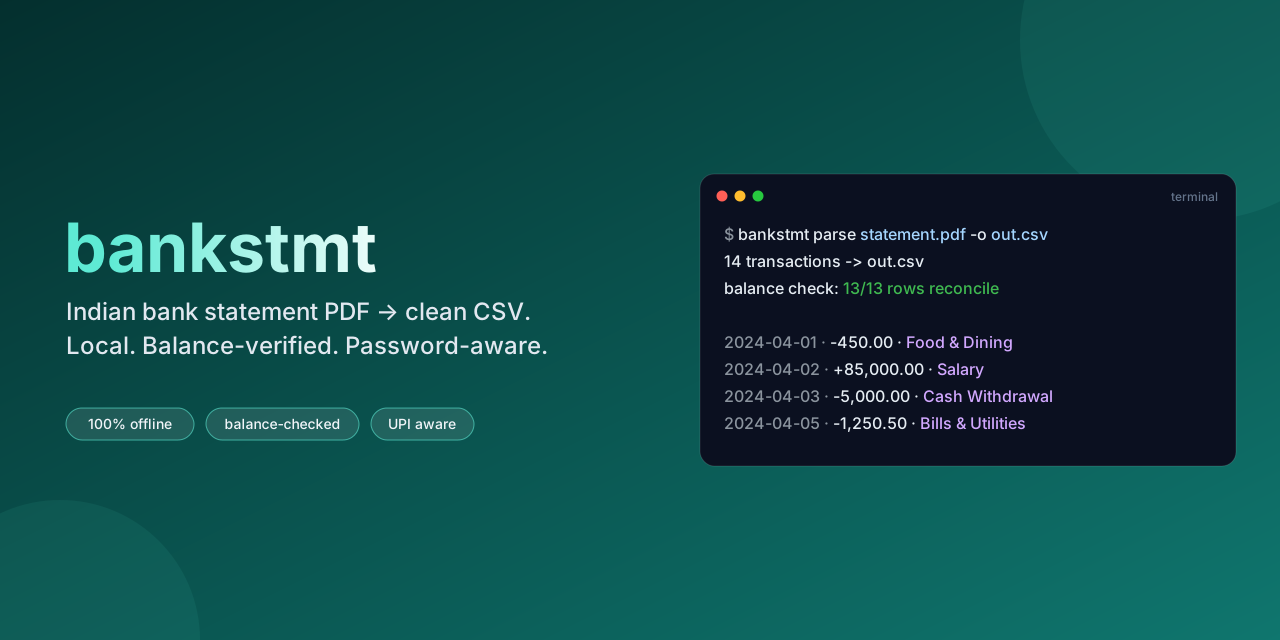 bankstmt
Indian bank statement PDF → clean CSV.
Local. Balance-verified. Password-aware.
100% offline
balance-checked
UPI aware
terminal
$ bankstmt parse statement.pdf -o out.csv
14 transactions -> out.csv
balance check: 13/13 rows reconcile
2024-04-01 · -450.00 · Food & Dining
2024-04-02 · +85,000.00 · Salary
2024-04-03 · -5,000.00 · Cash Withdrawal
2024-04-05 · -1,250.50 · Bills & Utilities